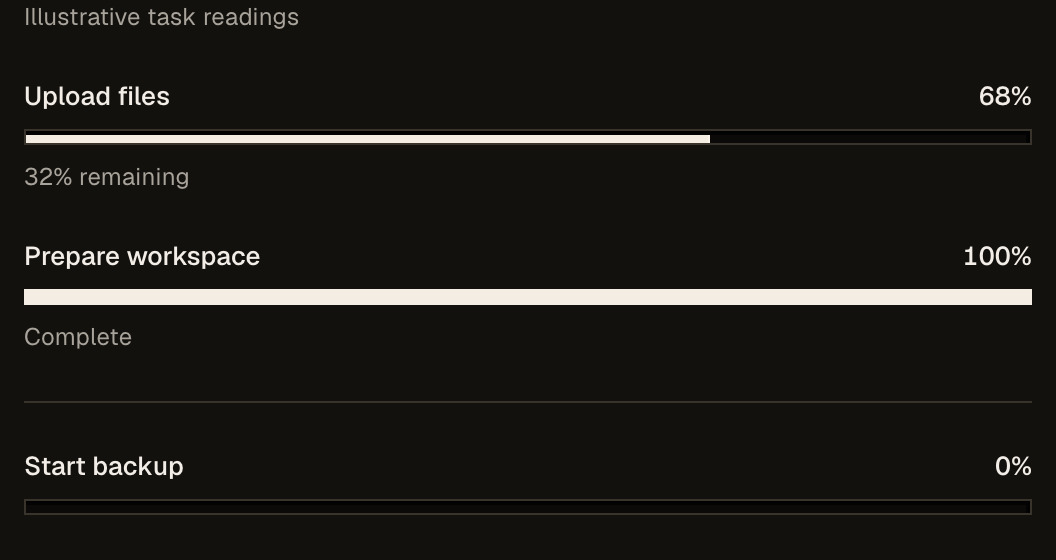 Illustrative task readings
Upload files 68%
32% remaining
Prepare workspace 100%
Complete
Start backup 0%